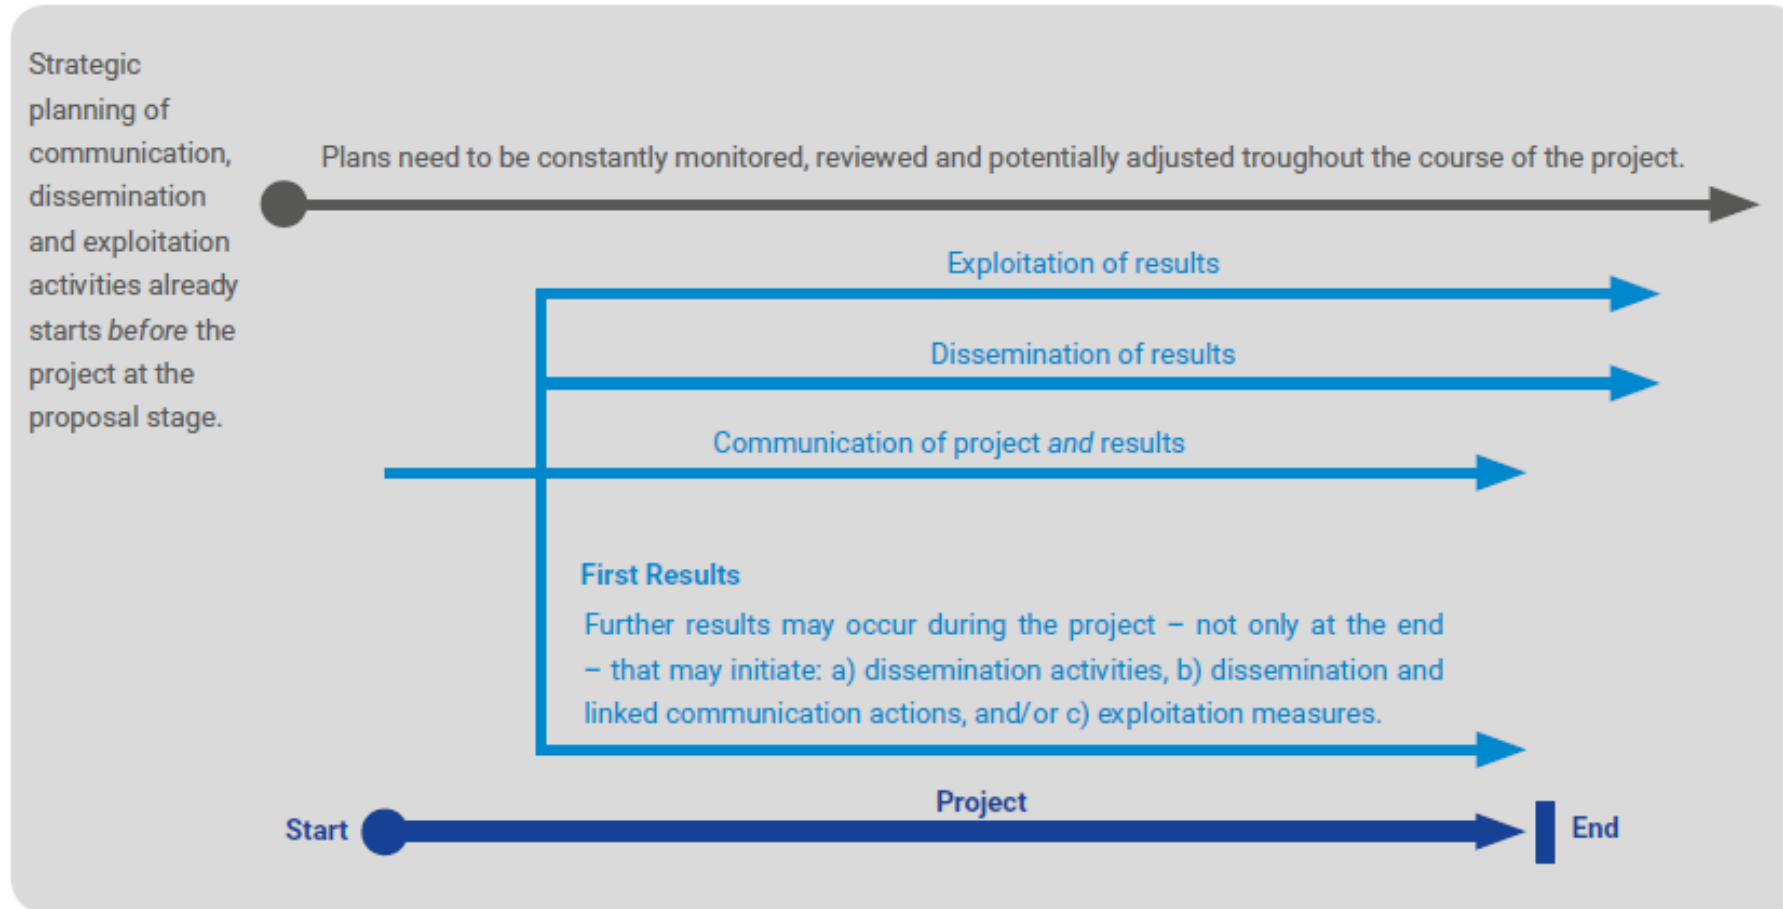 Strategic
planning of
communication,
dissemination
and exploitation
activities already
starts before the
project at the
proposal stage.
Plans need to be constantly monitored, reviewed and potentially adjusted troughout the course of the project.
Exploitation of results
Dissemination of results
Communication of project and results
First Results
Further results may occur during the project – not only at the end
– that may initiate: a) dissemination activities, b) dissemination and
linked communication actions, and/or c) exploitation measures.
Project
Start
End